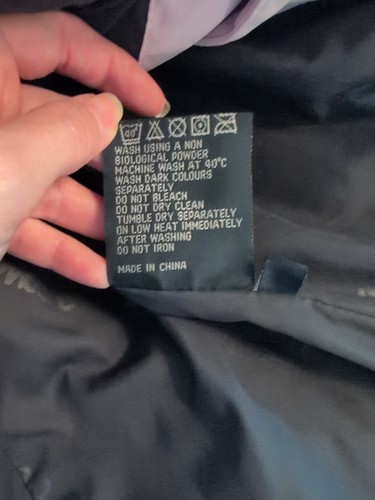 40°
WASH USING A NON
BIOLOGICAL POWDER
MACHINE WASH AT 40°C
WASH DARK COLOURS
SEPARATELY
DO NOT BLEACH
DO NOT DRY CLEAN
TUMBLE DRY SEPARATELY
ON LOW HEAT IMMEDIATELY
AFTER WASHING
DO NOT IRON
MADE IN CHINA